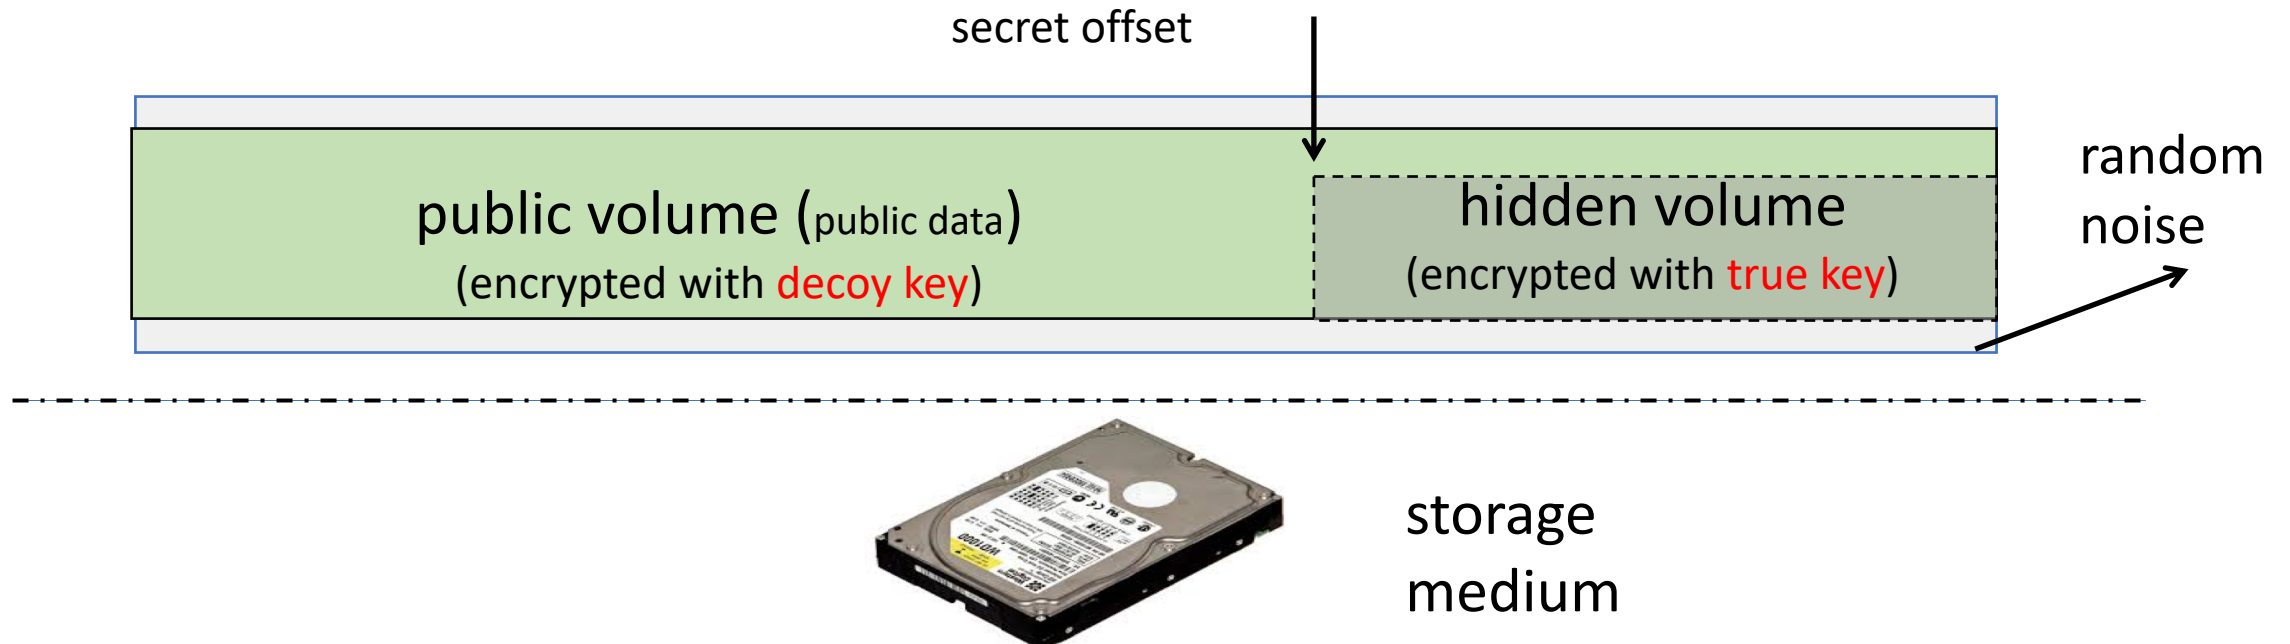 secret offset
public volume (public data)
(encrypted with decoy key)
hidden volume
(encrypted with true key)
random
noise
WD1600
storage
medium